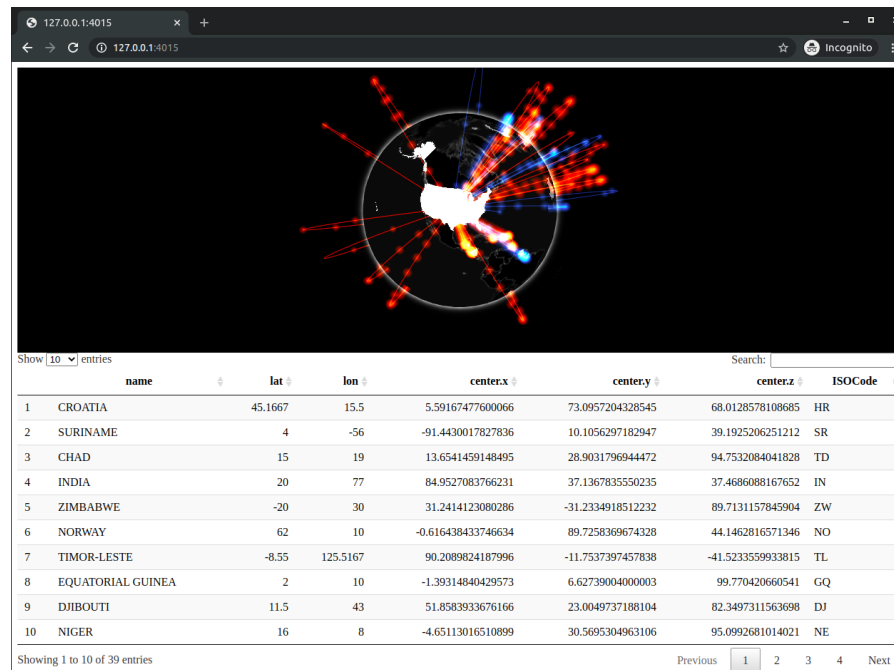 127.0.0.1:4015
127.0.0.1:4015 Incognito
Show 10 entries Search:
name lat lon center.x center.y center.z ISOCode
1 CROATIA 45.1667 15.5 5.59167477600066 73.0957204328545 68.0128578108685 HR
2 SURINAME 4 -56 -91.4430017827836 10.1056297182947 39.1925206251212 SR
3 CHAD 15 19 13.6541459148495 28.9031796944472 94.7532084041828 TD
4 INDIA 20 77 84.9527083766231 37.1367835550235 37.4686088167652 IN
5 ZIMBABWE -20 30 31.2414123080286 -31.2334918512232 89.7131157845904 ZW
6 NORWAY 62 10 -0.616438433746634 89.7258369674328 44.1462816571346 NO
7 TIMOR-LESTE -8.55 125.5167 90.2089824187996 -11.7537397457838 -41.5233559933815 TL
8 EQUATORIAL GUINEA 2 10 -1.39314840429573 6.62739004000003 99.770420660541 GQ
9 DJIBOUTI 11.5 43 51.8583933676166 23.0049737188104 82.3497311563698 DJ
10 NIGER 16 8 -4.65113016510899 30.5695304963106 95.0992681014021 NE
Showing 1 to 10 of 39 entries Previous 1 2 3 4 Next